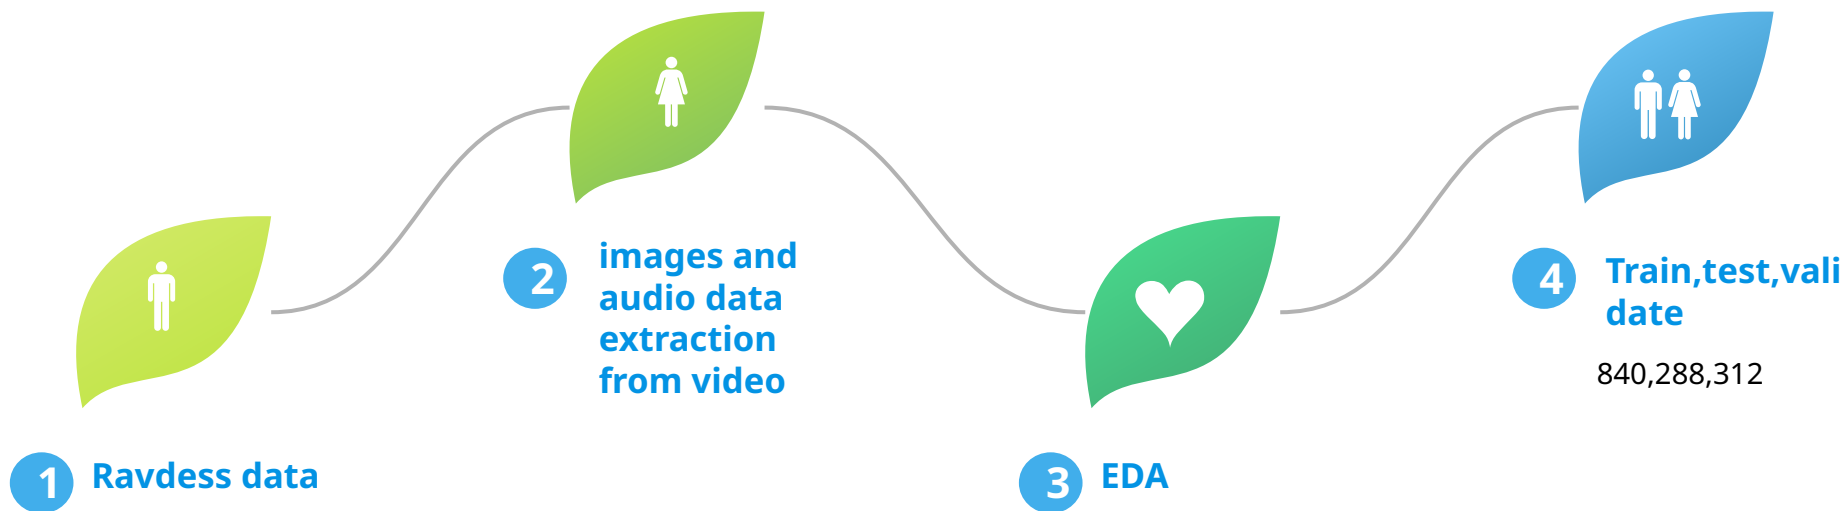 1
Ravdess data
2
images and
audio data
extraction
from video
3
EDA
4
Train,test,vali
date
840,288,312